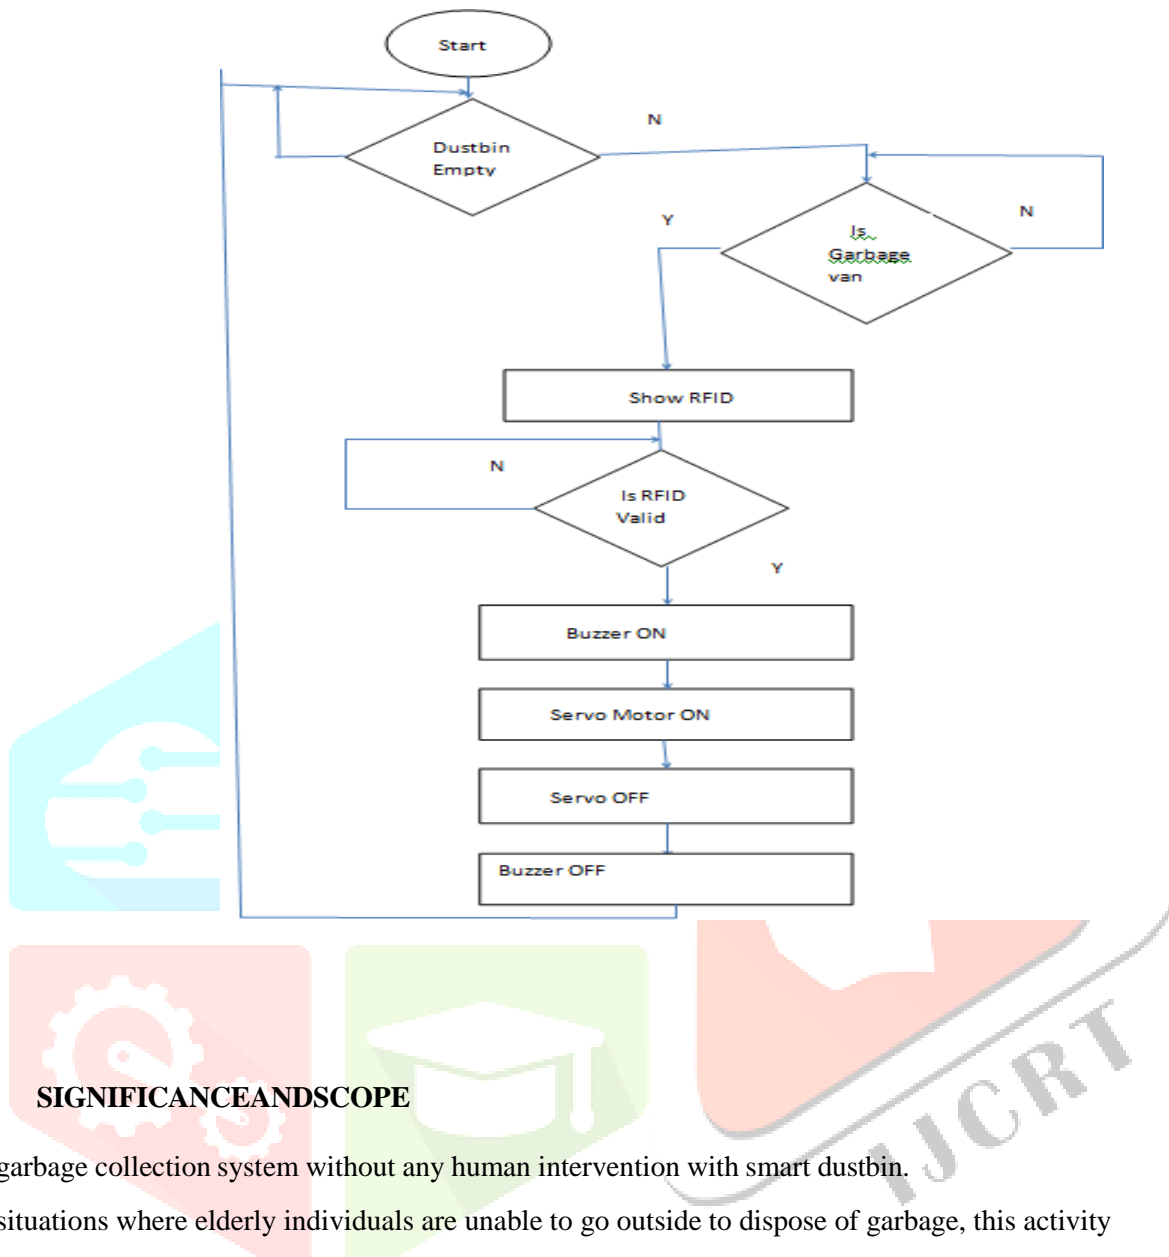 Start
N
Dustbin
Empty
Y
N
Is
Garbage
van
Show RFID
N
Is RFID
Valid
Y
Buzzer ON
Servo Motor ON
Servo OFF
Buzzer OFF
SIGNIFICANCEANDSCOPE
garbage collection system without any human intervention with smart dustbin.
situations where elderly individuals are unable to go outside to dispose of garbage, this activity
IJCRT